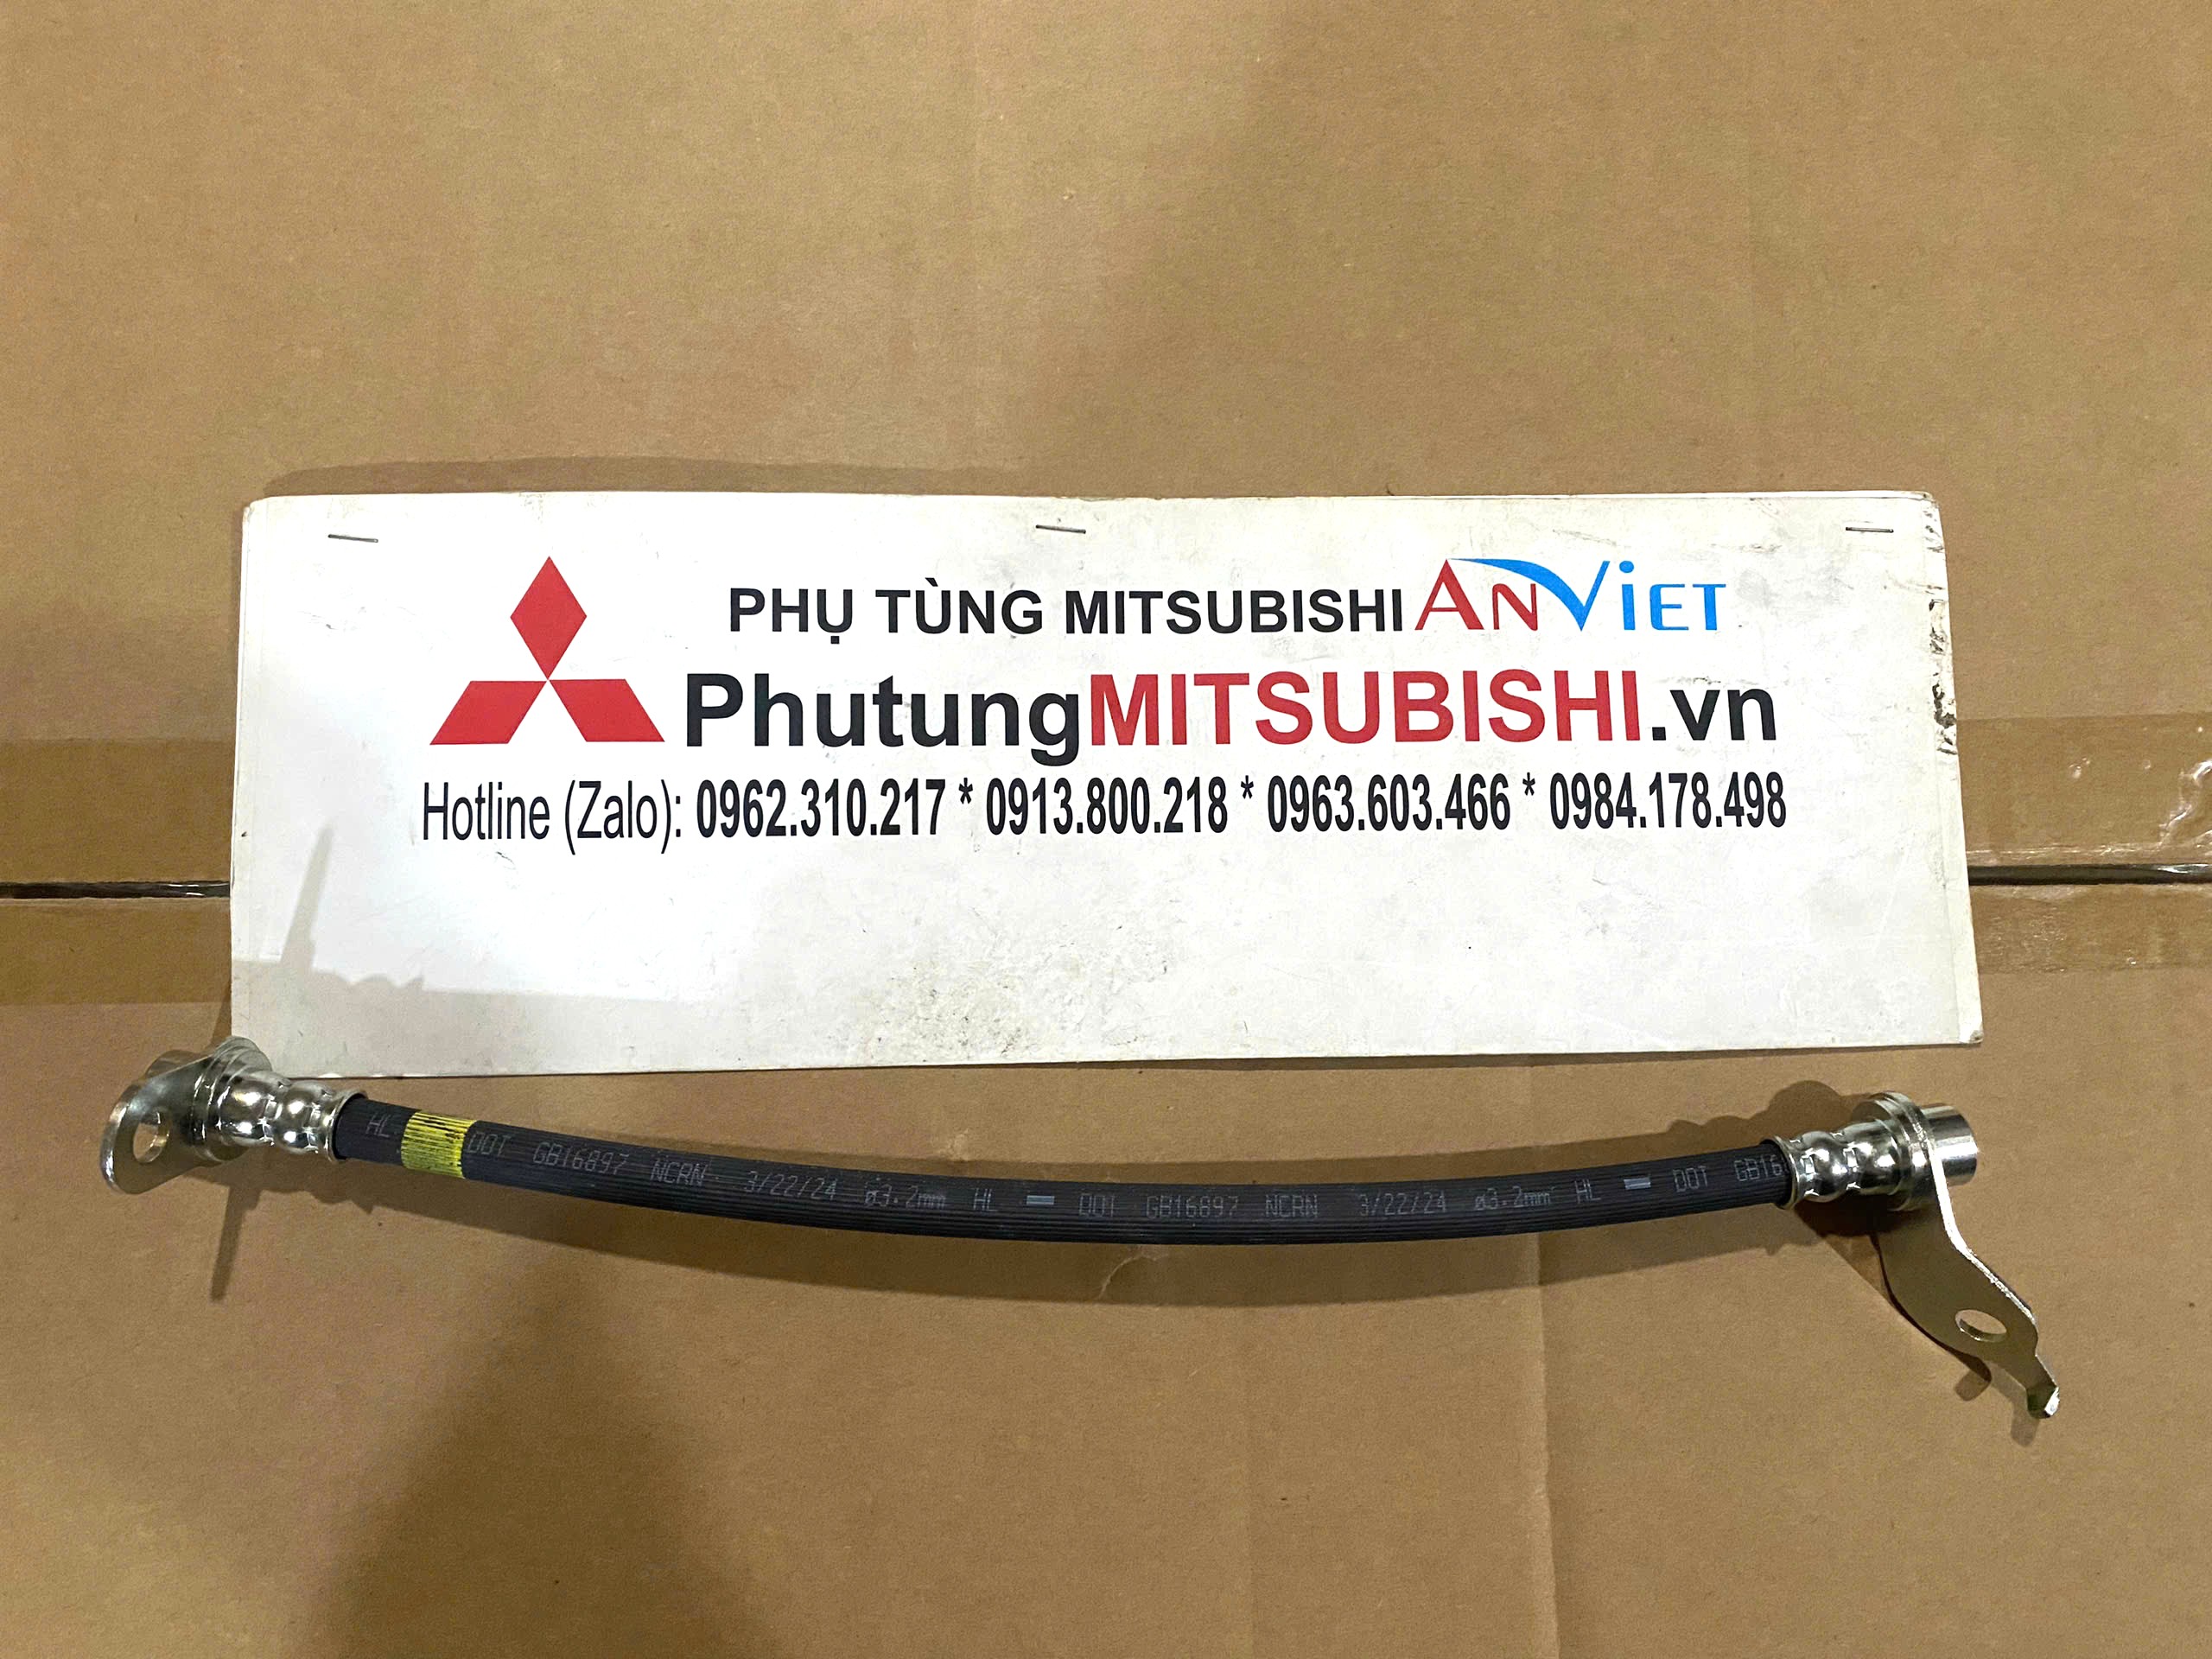 PHỤ TÙNG MITSUBISHI ANViET
PhutungMITSUBISHI.vn
Hotline (Zalo): 0962.310.217 * 0913.800.218 * 0963.603.466 * 0984.178.498
HL DOT GB16897 NCRN 3/22/24 ø3.2mm HL DOT GB16897 NCRN 3/22/24 ø3.2mm HL DOT GB16